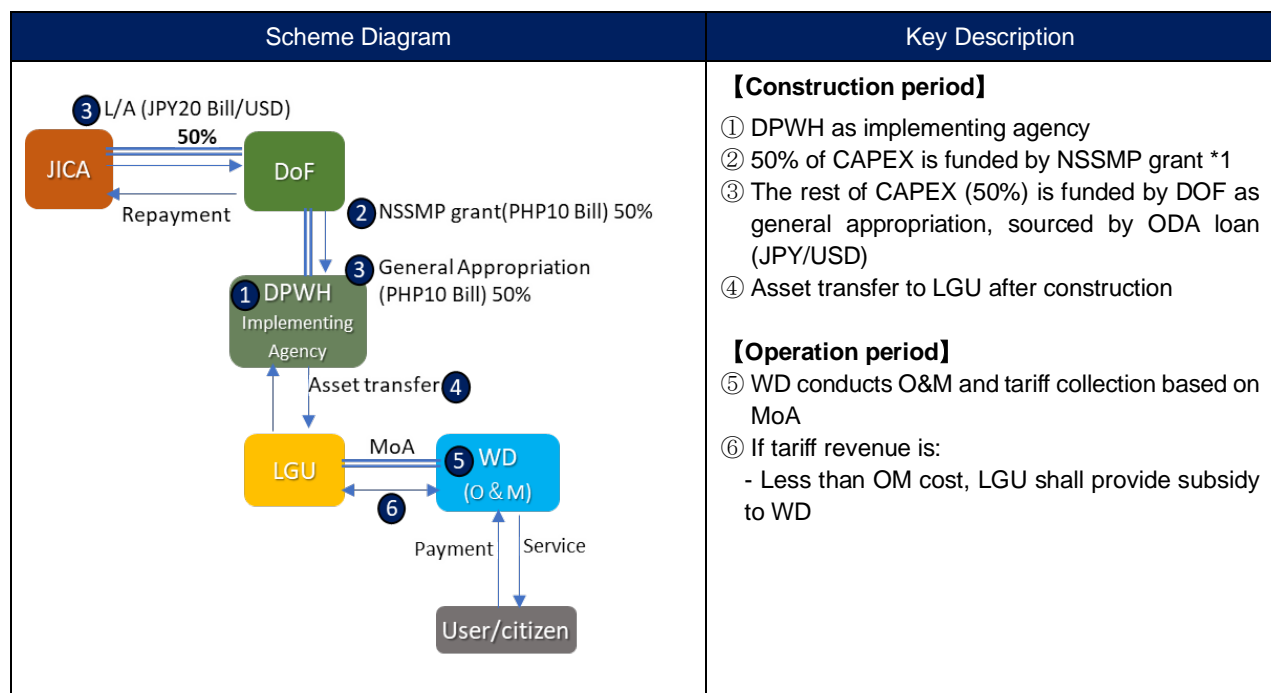 Scheme Diagram
Key Description
3 L/A (JPY20 Bill/USD)
50%
JICA
DoF
Repayment
2 NSSMP grant(PHP10 Bill) 50%
3 General Appropriation
(PHP10 Bill) 50%
1 DPWH
Implementing
Agency
Asset transfer 4
LGU
MoA
5 WD
(O&M)
6
Payment
Service
User/citizen
【Construction period】
① DPWH as implementing agency
② 50% of CAPEX is funded by NSSMP grant *1
③ The rest of CAPEX (50%) is funded by DOF as
general appropriation, sourced by ODA loan
(JPY/USD)
④ Asset transfer to LGU after construction
【Operation period】
⑤ WD conducts O&M and tariff collection based on
MoA
⑥ If tariff revenue is:
- Less than OM cost, LGU shall provide subsidy
to WD